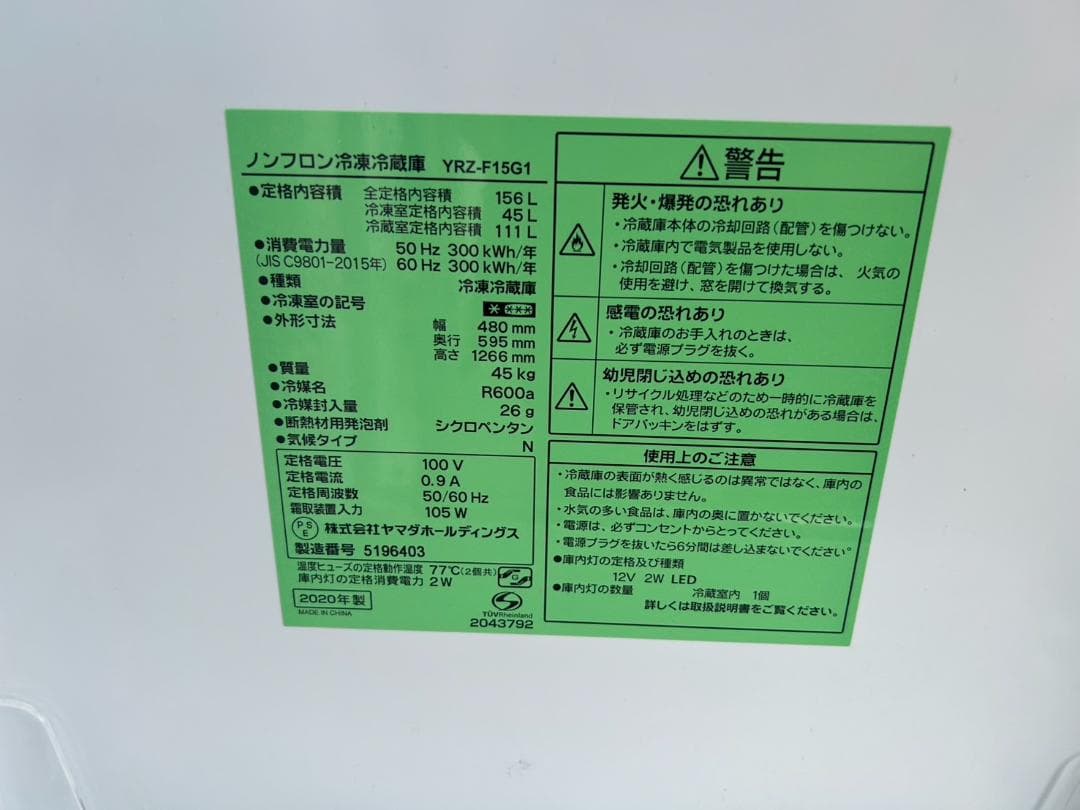 ノンフロン冷凍冷蔵庫 YRZ-F15G1
●定格内容積 全定格内容積 156 L
冷凍室定格内容積 45 L
冷蔵室定格内容積 111 L
●消費電力量 50 Hz 300 kWh/年
(JIS C9801-2015年) 60 Hz 300 kWh/年
●種類 冷凍冷蔵庫
●冷凍室の記号
●外形寸法 幅 480 mm
奥行 595 mm
高さ 1266 mm
●質量 45 kg
●冷媒名 R600a
●冷媒封入量 26 g
●断熱材用発泡剤 シクロペンタン
●気候タイプ N
定格電圧 100 V
定格電流 0.9 A
定格周波数 50/60 Hz
霜取装置入力 105 W
PSE 株式会社ヤマダホールディングス
製造番号 5196403
温度ヒューズの定格動作温度 77℃(2個共)
庫内灯の定格消費電力 2 W
G
2020年製
MADE IN CHINA
TÜVRheinland
2043792
警告
発火・爆発の恐れあり
・冷蔵庫本体の冷却回路(配管)を傷つけない。
・冷蔵庫内で電気製品を使用しない。
・冷却回路(配管)を傷つけた場合は、火気の
使用を避け、窓を開けて換気する。
感電の恐れあり
・冷蔵庫のお手入れのときは、
必ず電源プラグを抜く。
幼児閉じ込めの恐れあり
・リサイクル処理などのため一時的に冷蔵庫を
保管され、幼児閉じ込めの恐れがある場合は、
ドアパッキンをはずす。
使用上のご注意
・冷蔵庫の表面が熱く感じるのは異常ではなく、庫内の
食品には影響ありません。
・水気の多い食品は、庫内の奥に置かないでください。
・電源は、必ずコンセントからとってください。
・電源プラグを抜いたら6分間は差し込まないでください。
●庫内灯の定格及び種類
12V 2W LED
●庫内灯の数量 冷蔵室内 1個
詳しくは取扱説明書をご覧ください。